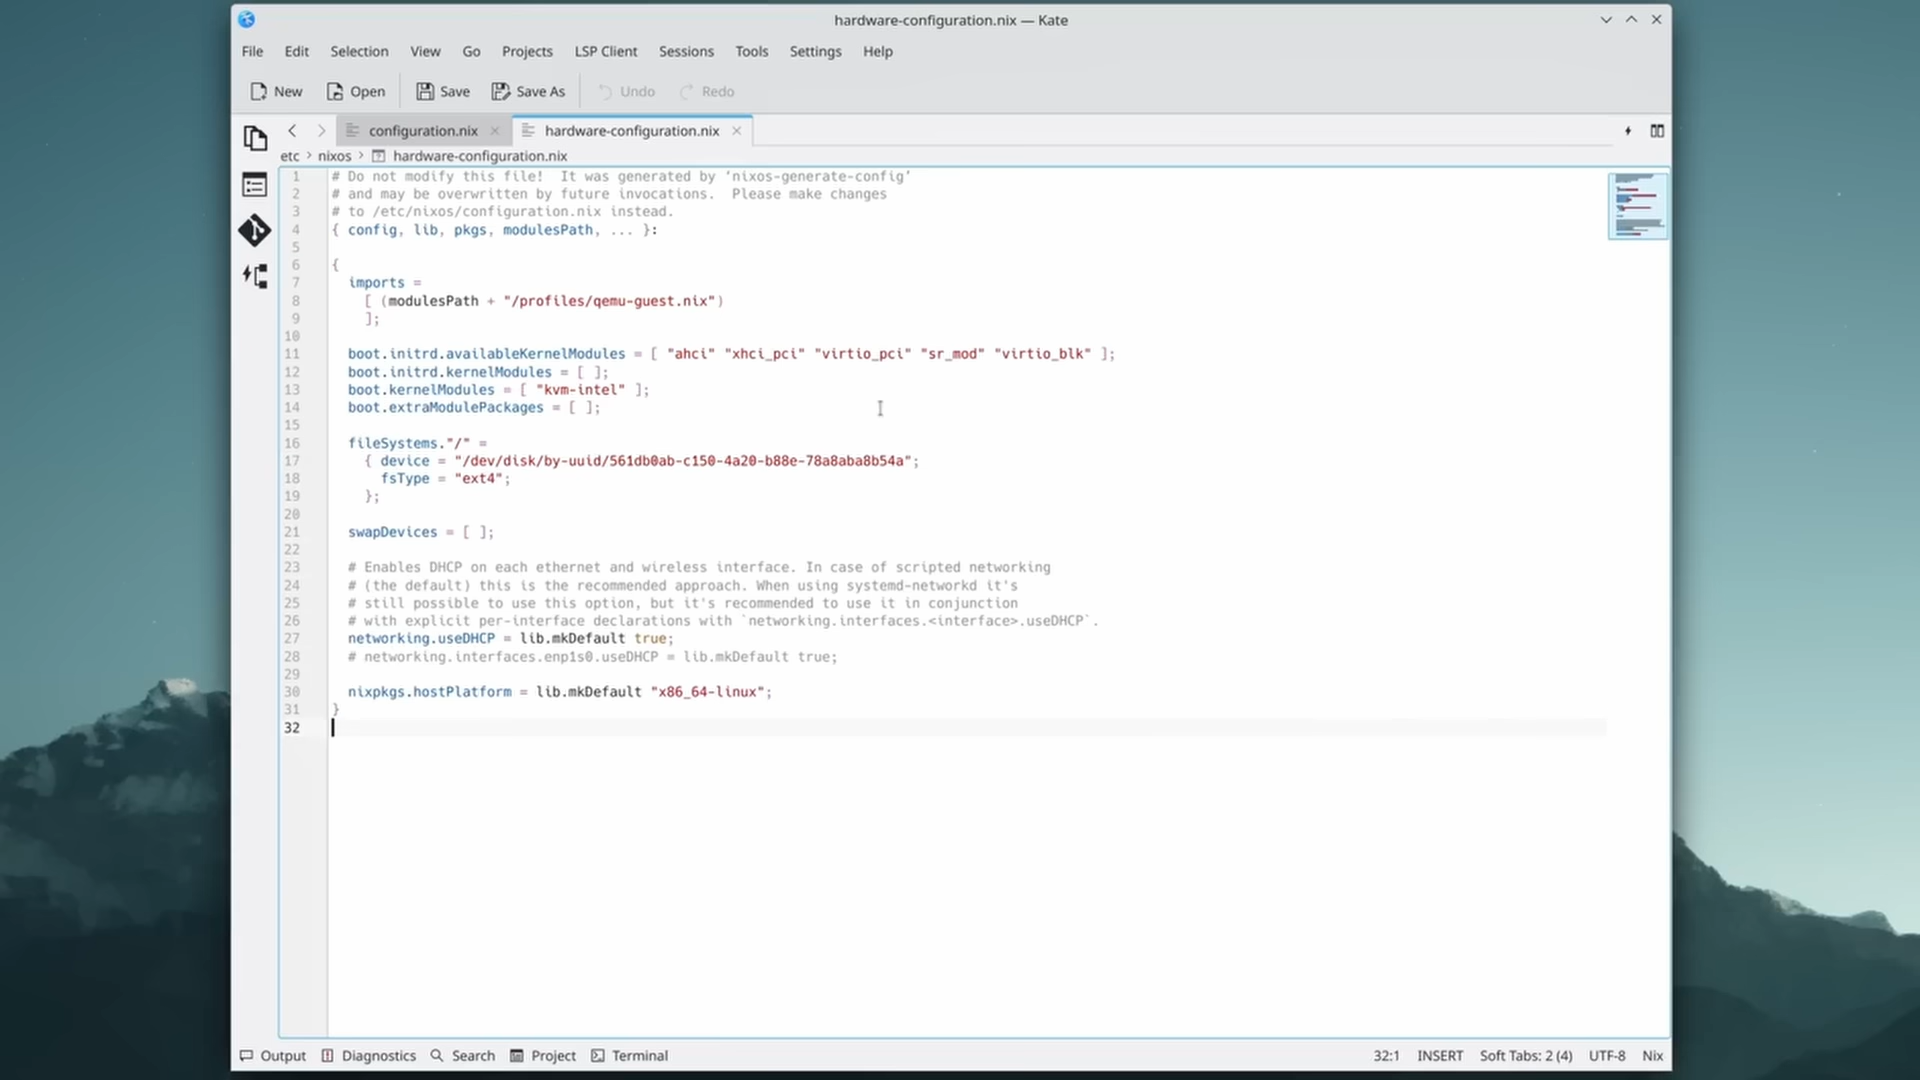 hardware-configuration.nix — Kate
File Edit Selection View Go Projects LSP Client Sessions Tools Settings Help
New Open Save Save As Undo Redo
configuration.nix hardware-configuration.nix
etc > nixos > hardware-configuration.nix
1 # Do not modify this file!  It was generated by ‘nixos-generate-config’
2 # and may be overwritten by future invocations.  Please make changes
3 # to /etc/nixos/configuration.nix instead.
4 { config, lib, pkgs, modulesPath, ... }:
5
6 {
7   imports =
8     [ (modulesPath + "/profiles/qemu-guest.nix")
9     ];
10
11   boot.initrd.availableKernelModules = [ "ahci" "xhci_pci" "virtio_pci" "sr_mod" "virtio_blk" ];
12   boot.initrd.kernelModules = [ ];
13   boot.kernelModules = [ "kvm-intel" ];
14   boot.extraModulePackages = [ ];
15
16   fileSystems."/" =
17     { device = "/dev/disk/by-uuid/561db0ab-c150-4a20-b88e-78a8aba8b54a";
18       fsType = "ext4";
19     };
20
21   swapDevices = [ ];
22
23   # Enables DHCP on each ethernet and wireless interface. In case of scripted networking
24   # (the default) this is the recommended approach. When using systemd-networkd it's
25   # still possible to use this option, but it's recommended to use it in conjunction
26   # with explicit per-interface declarations with `networking.interfaces.<interface>.useDHCP`.
27   networking.useDHCP = lib.mkDefault true;
28   # networking.interfaces.enp1s0.useDHCP = lib.mkDefault true;
29
30   nixpkgs.hostPlatform = lib.mkDefault "x86_64-linux";
31 }
32
Output Diagnostics Search Project Terminal 32:1 INSERT Soft Tabs: 2 (4) UTF-8 Nix